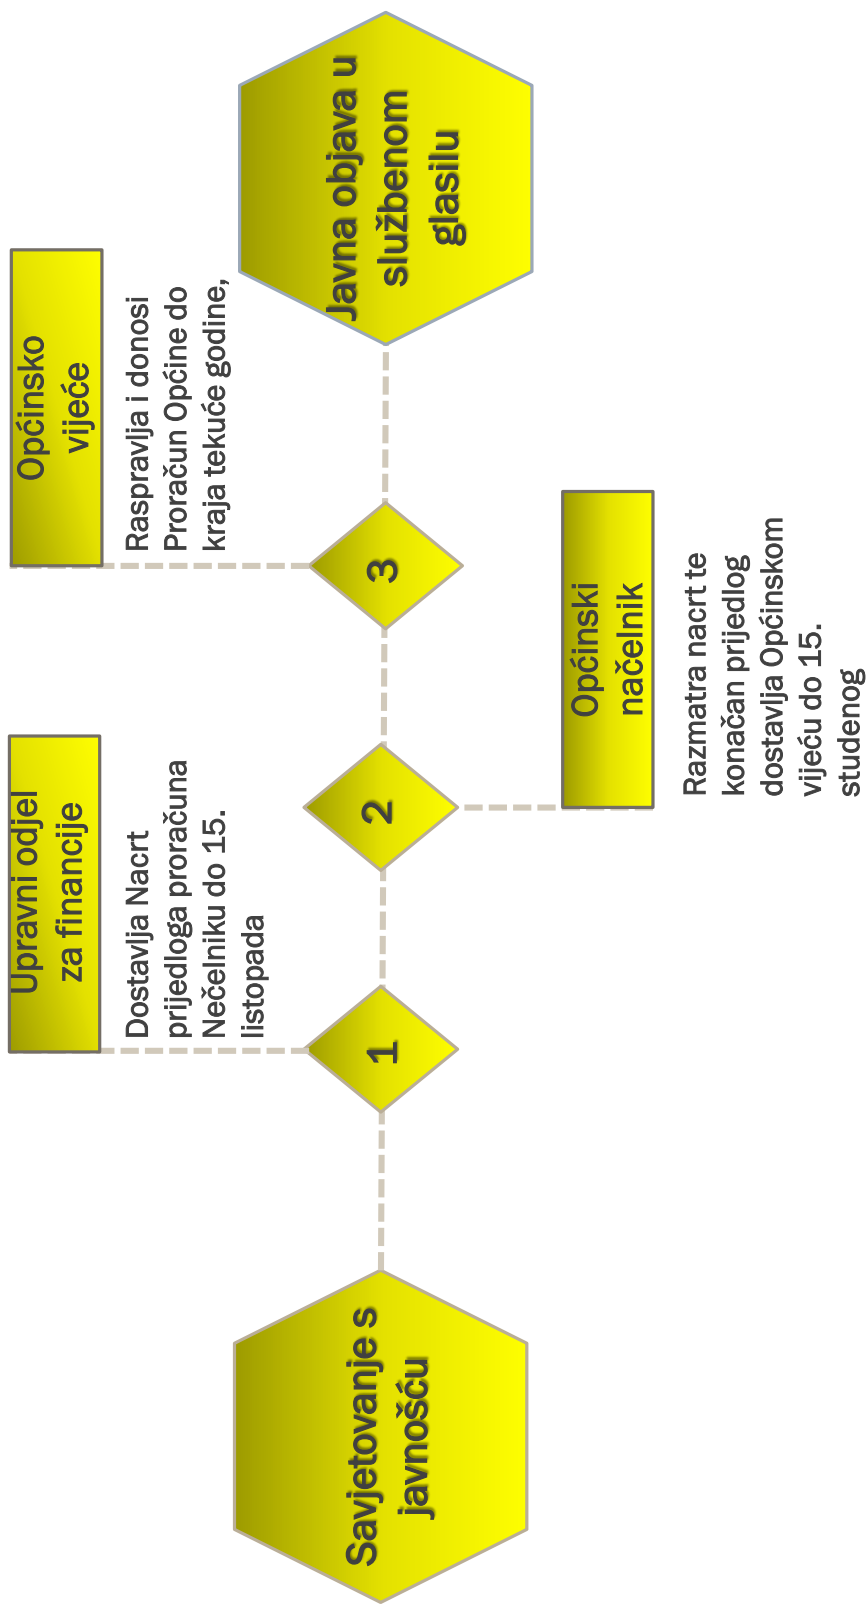 Savjetovanje s
javnošću
1
Upravni odjel
za financije
Dostavlja Nacrt
prijedloga proračuna
Nečelniku do 15.
listopada
2
Općinski
načelnik
Razmatra nacrt te
konačan prijedlog
dostavlja Općinskom
vijeću do 15.
studenog
3
Općinsko
vijeće
Raspravlja i donosi
Proračun Općine do
kraja tekuće godine,
Javna objava u
službenom
glasilu